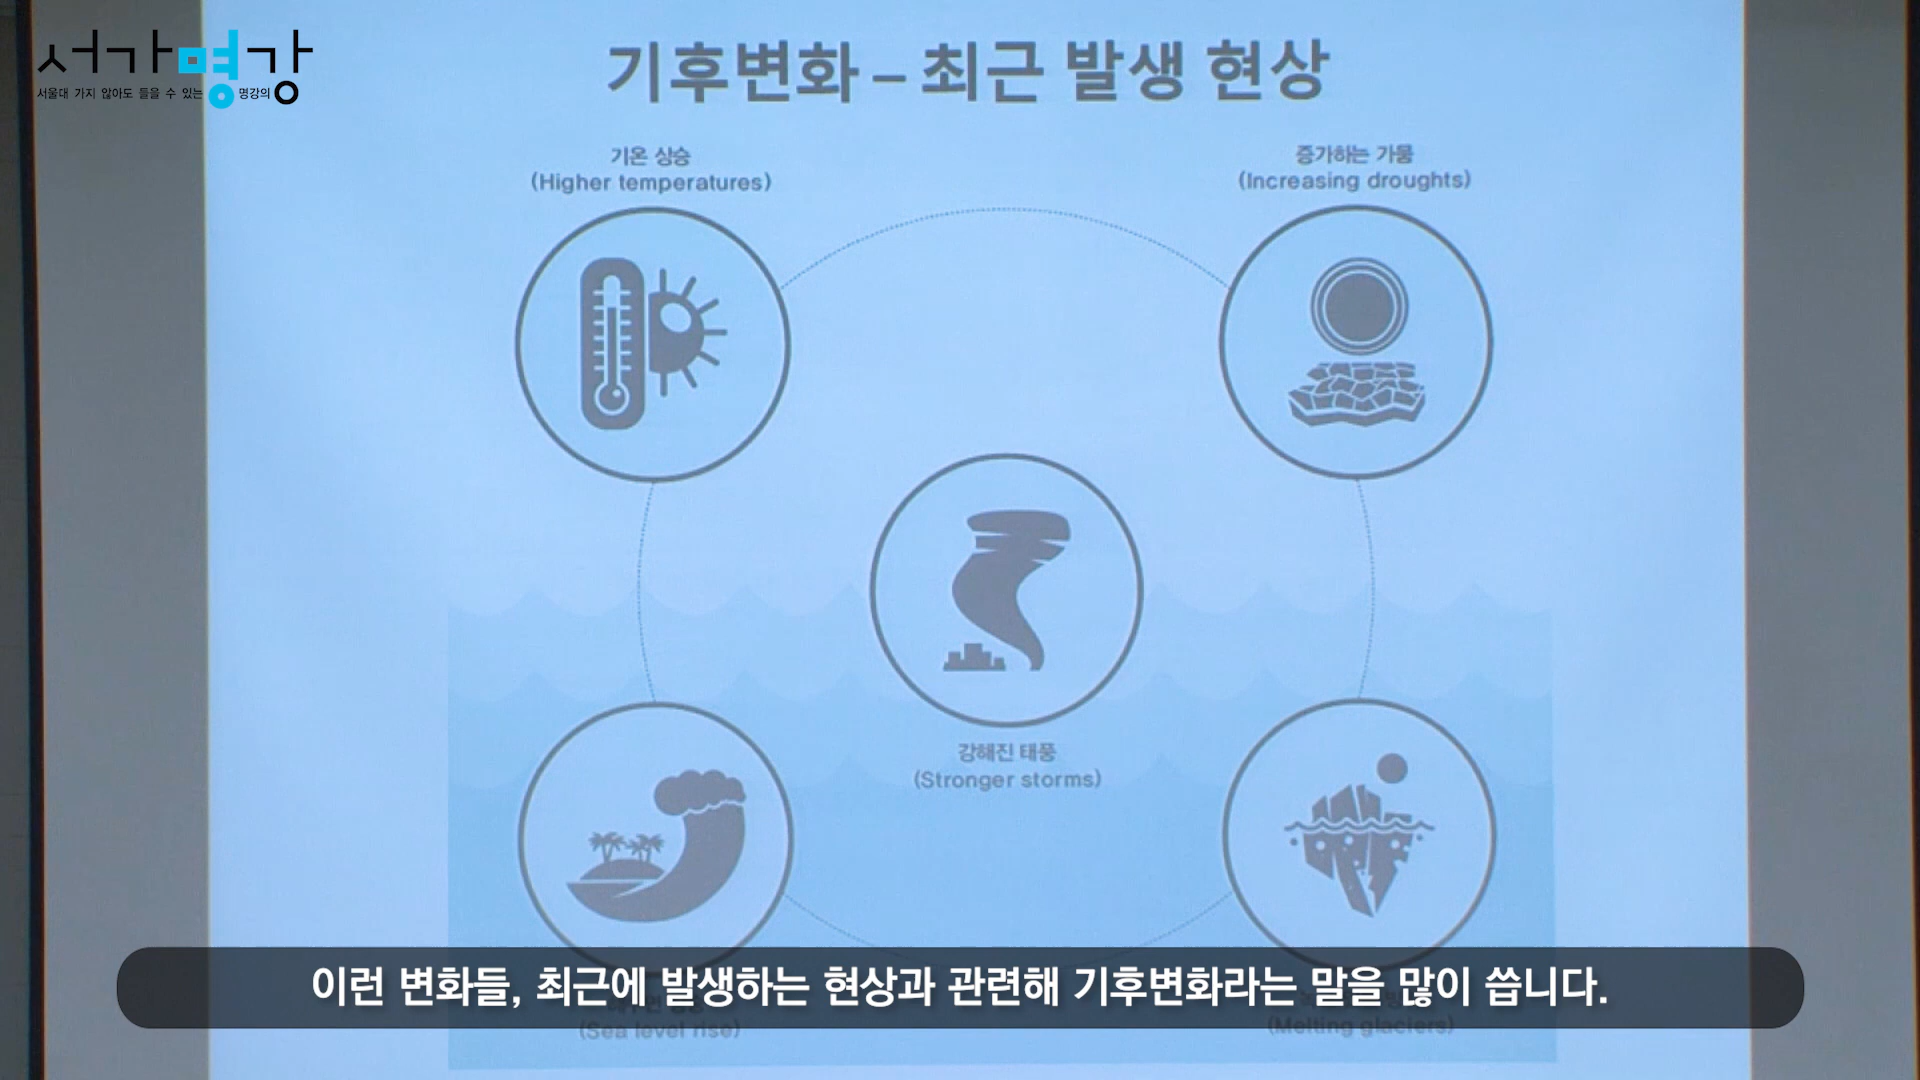 서가명강
서울대 가지 않아도 들을 수 있는 명강의
기후변화 – 최근 발생 현상
기온 상승
(Higher temperatures)
증가하는 가뭄
(Increasing droughts)
강해진 태풍
(Stronger storms)
(Sea level rise)
(Melting glaciers)
이런 변화들, 최근에 발생하는 현상과 관련해 기후변화라는 말을 많이 씁니다.